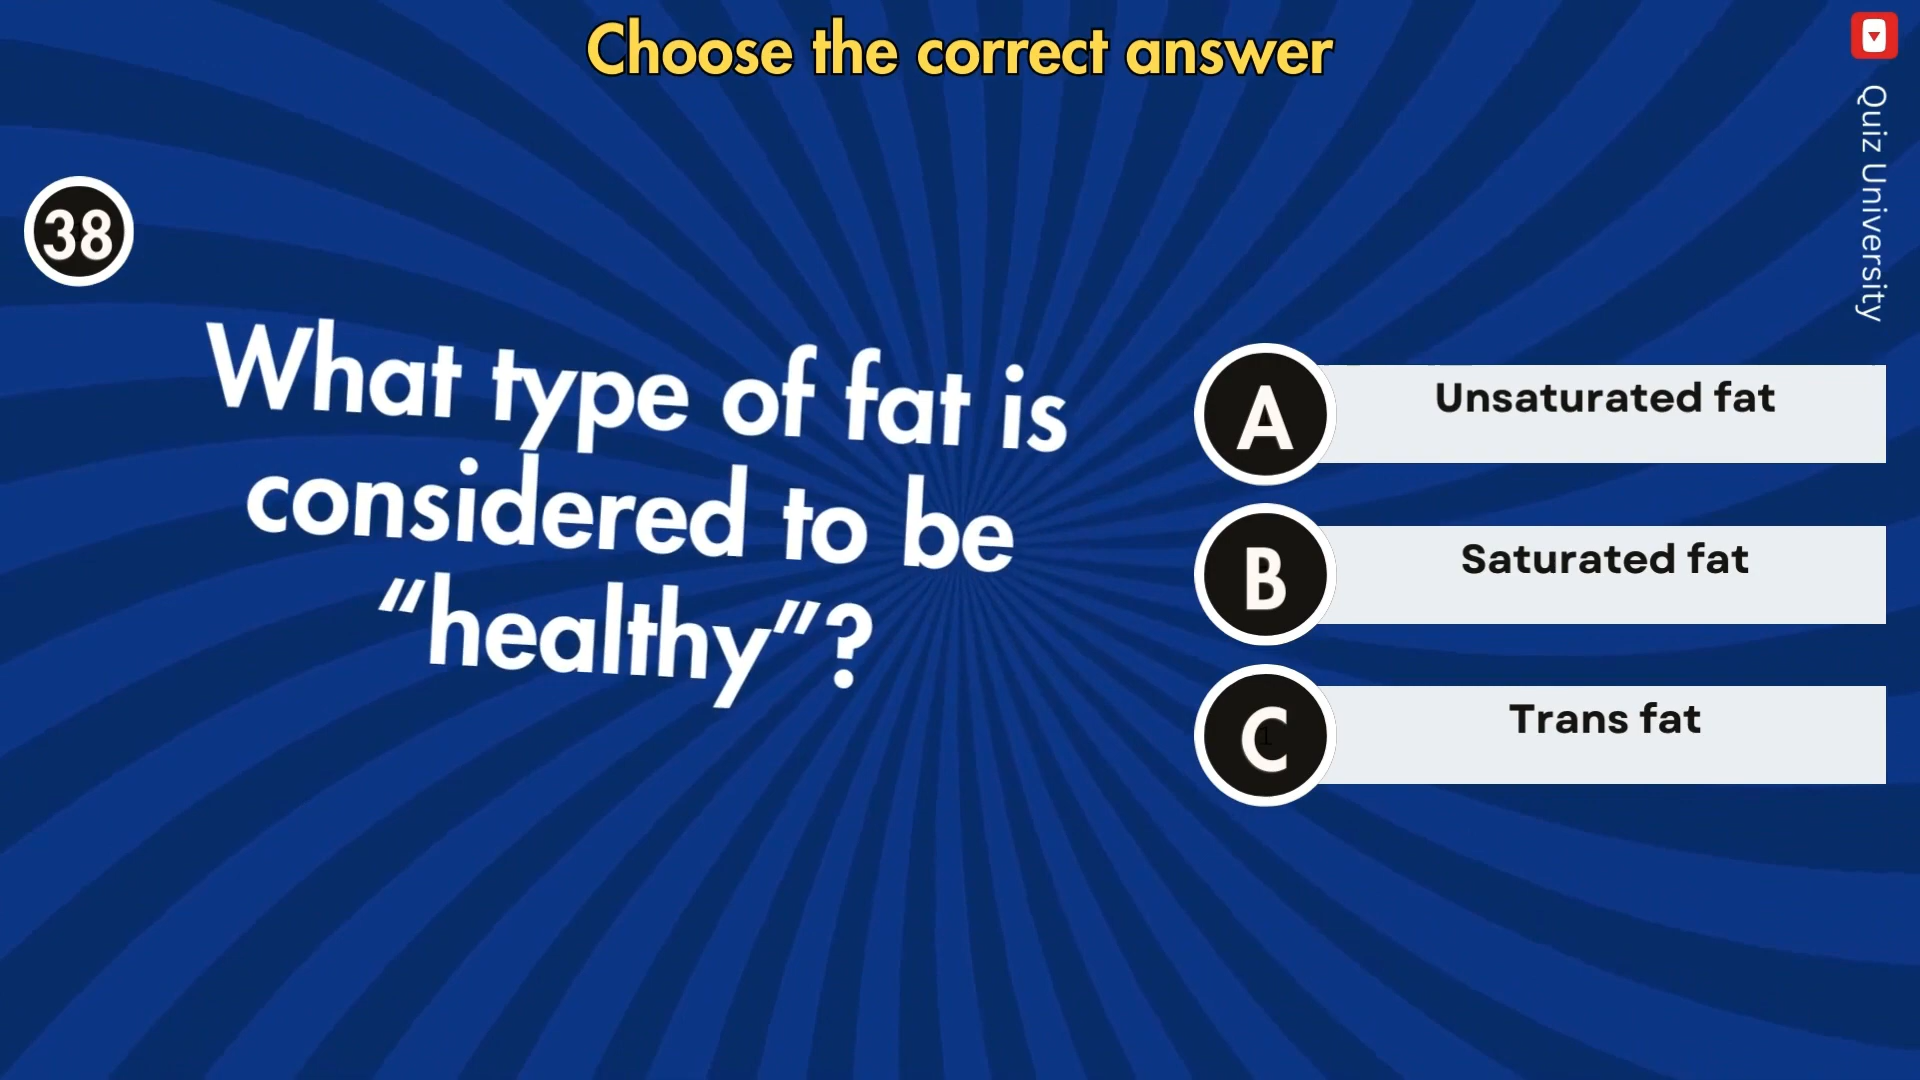 Choose the correct answer
Quiz University
38
What type of fat is
considered to be
“healthy”?
A
Unsaturated fat
B
Saturated fat
C
Trans fat